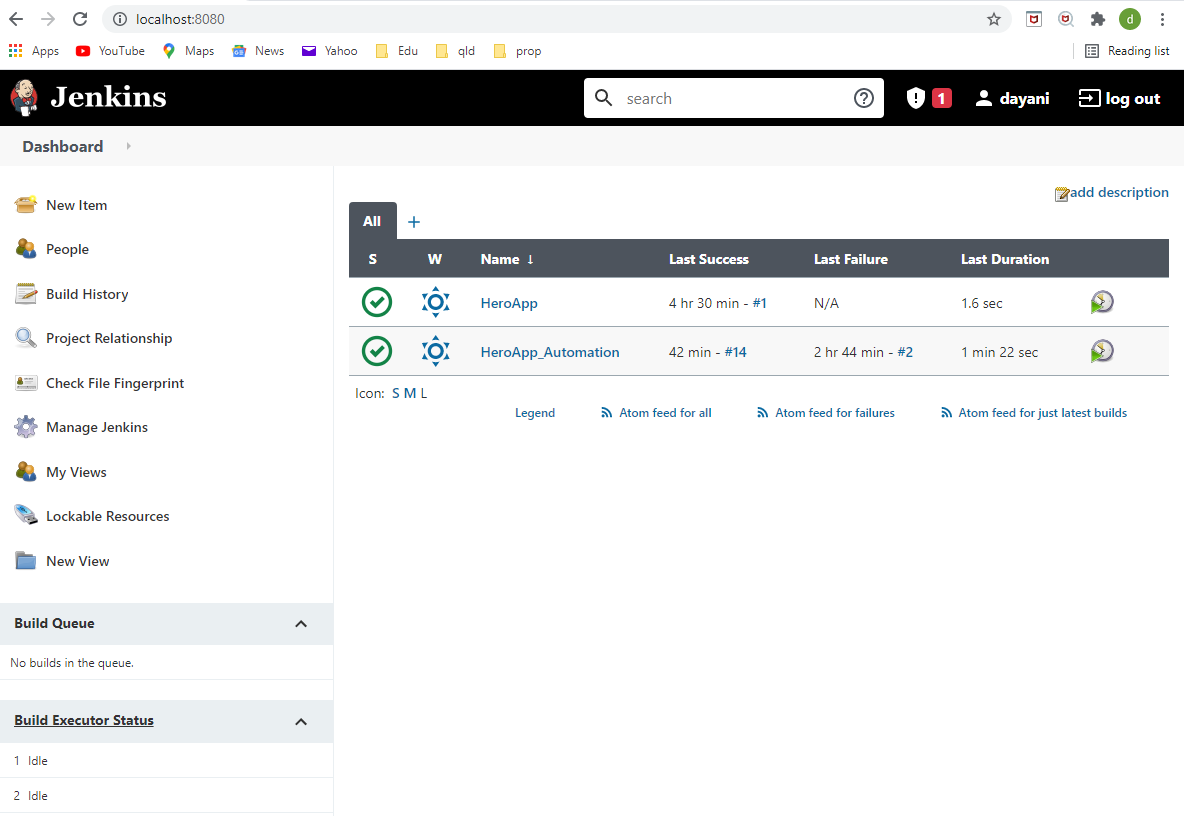 localhost:8080
d
Apps YouTube Maps News Yahoo Edu qld prop Reading list
Jenkins search 1 dayani log out
Dashboard
New Item
People
Build History
Project Relationship
Check File Fingerprint
Manage Jenkins
My Views
Lockable Resources
New View
Build Queue
No builds in the queue.
Build Executor Status
1 Idle
2 Idle
add description
All +
S W Name ↓ Last Success Last Failure Last Duration
HeroApp 4 hr 30 min - #1 N/A 1.6 sec
HeroApp_Automation 42 min - #14 2 hr 44 min - #2 1 min 22 sec
Icon: S M L
Legend Atom feed for all Atom feed for failures Atom feed for just latest builds